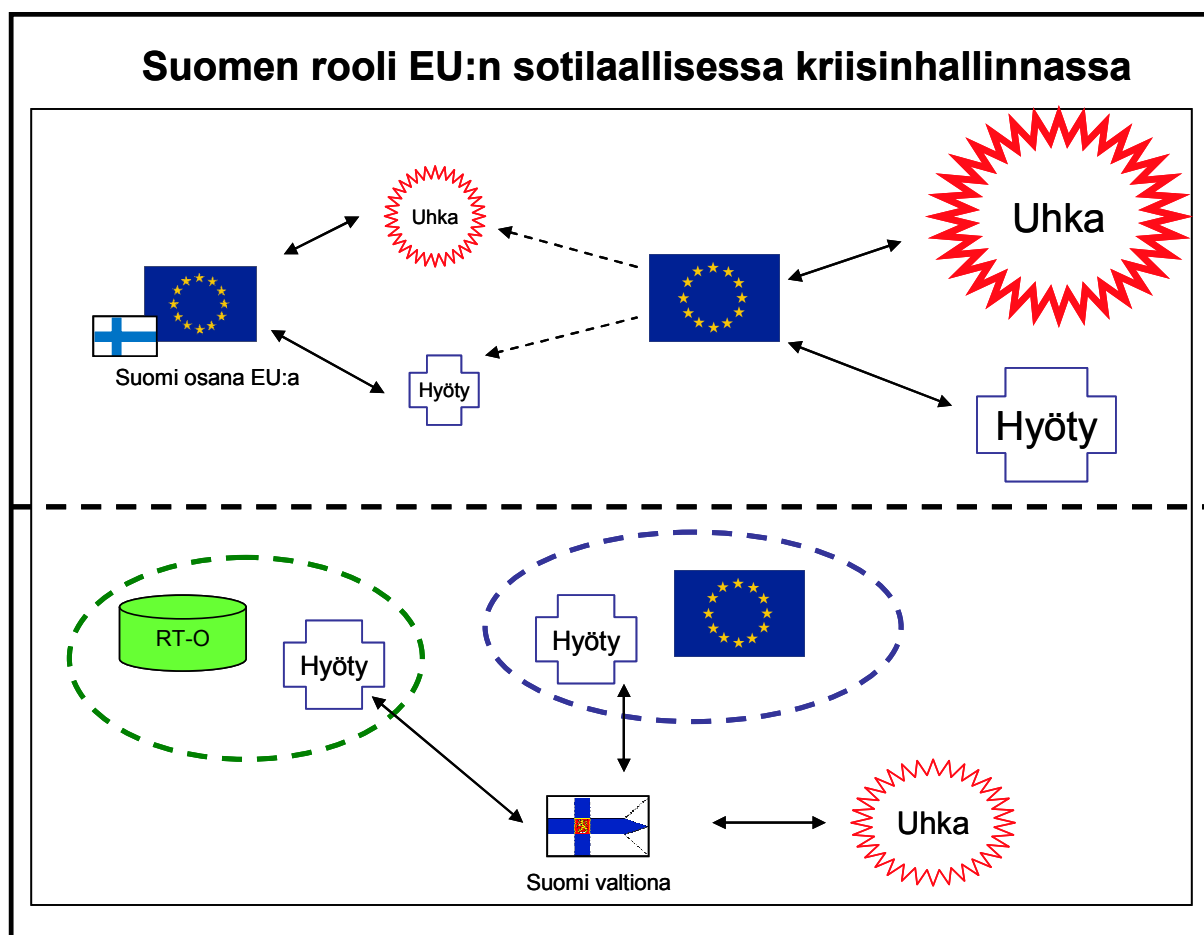 Suomen rooli EU:n sotilaallisessa kriisinhallinnassa
Uhka
Uhka
Suomi osana EU:a
Hyöty
Hyöty
RT-O
Hyöty
Hyöty
Uhka
Suomi valtiona